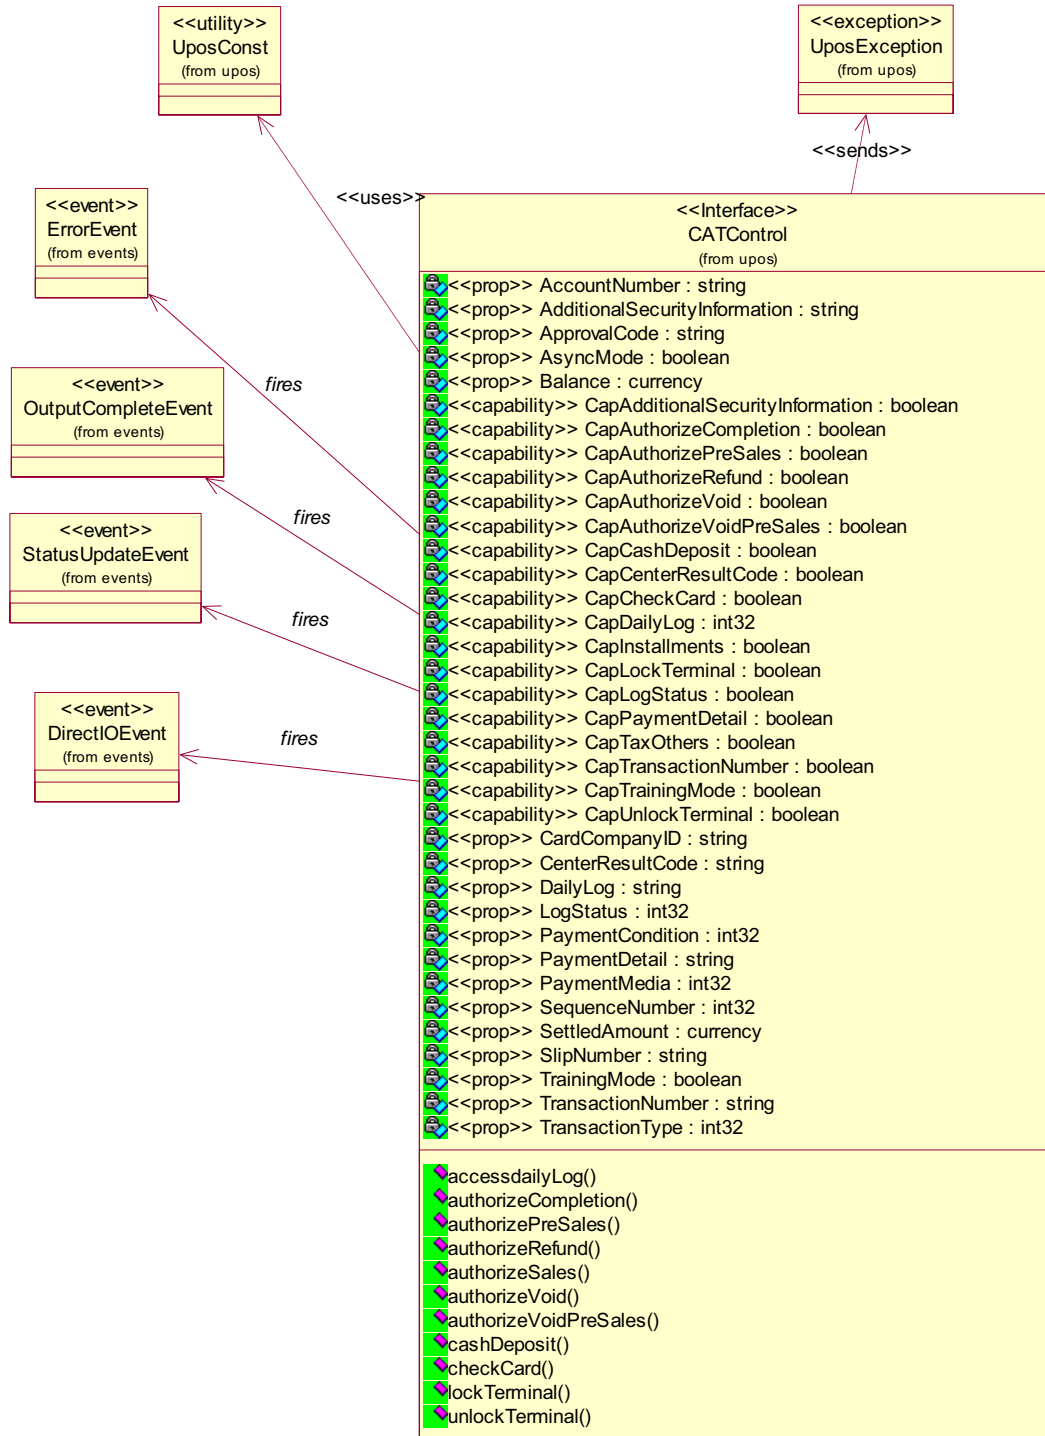 <<utility>>
UposConst
(from upos)
<<exception>>
UposException
(from upos)
<<sends>>
<<uses>>
<<event>>
ErrorEvent
(from events)
fires
<<event>>
OutputCompleteEvent
(from events)
fires
<<event>>
StatusUpdateEvent
(from events)
fires
<<event>>
DirectIOEvent
(from events)
fires
<<Interface>>
CATControl
(from upos)
<<prop>> AccountNumber : string
<<prop>> AdditionalSecurityInformation : string
<<prop>> ApprovalCode : string
<<prop>> AsyncMode : boolean
<<prop>> Balance : currency
<<capability>> CapAdditionalSecurityInformation : boolean
<<capability>> CapAuthorizeCompletion : boolean
<<capability>> CapAuthorizePreSales : boolean
<<capability>> CapAuthorizeRefund : boolean
<<capability>> CapAuthorizeVoid : boolean
<<capability>> CapAuthorizeVoidPreSales : boolean
<<capability>> CapCashDeposit : boolean
<<capability>> CapCenterResultCode : boolean
<<capability>> CapCheckCard : boolean
<<capability>> CapDailyLog : int32
<<capability>> CapInstallments : boolean
<<capability>> CapLockTerminal : boolean
<<capability>> CapLogStatus : boolean
<<capability>> CapPaymentDetail : boolean
<<capability>> CapTaxOthers : boolean
<<capability>> CapTransactionNumber : boolean
<<capability>> CapTrainingMode : boolean
<<capability>> CapUnlockTerminal : boolean
<<prop>> CardCompanyID : string
<<prop>> CenterResultCode : string
<<prop>> DailyLog : string
<<prop>> LogStatus : int32
<<prop>> PaymentCondition : int32
<<prop>> PaymentDetail : string
<<prop>> PaymentMedia : int32
<<prop>> SequenceNumber : int32
<<prop>> SettledAmount : currency
<<prop>> SlipNumber : string
<<prop>> TrainingMode : boolean
<<prop>> TransactionNumber : string
<<prop>> TransactionType : int32
accessdailyLog()
authorizeCompletion()
authorizePreSales()
authorizeRefund()
authorizeSales()
authorizeVoid()
authorizeVoidPreSales()
cashDeposit()
checkCard()
lockTerminal()
unlockTerminal()